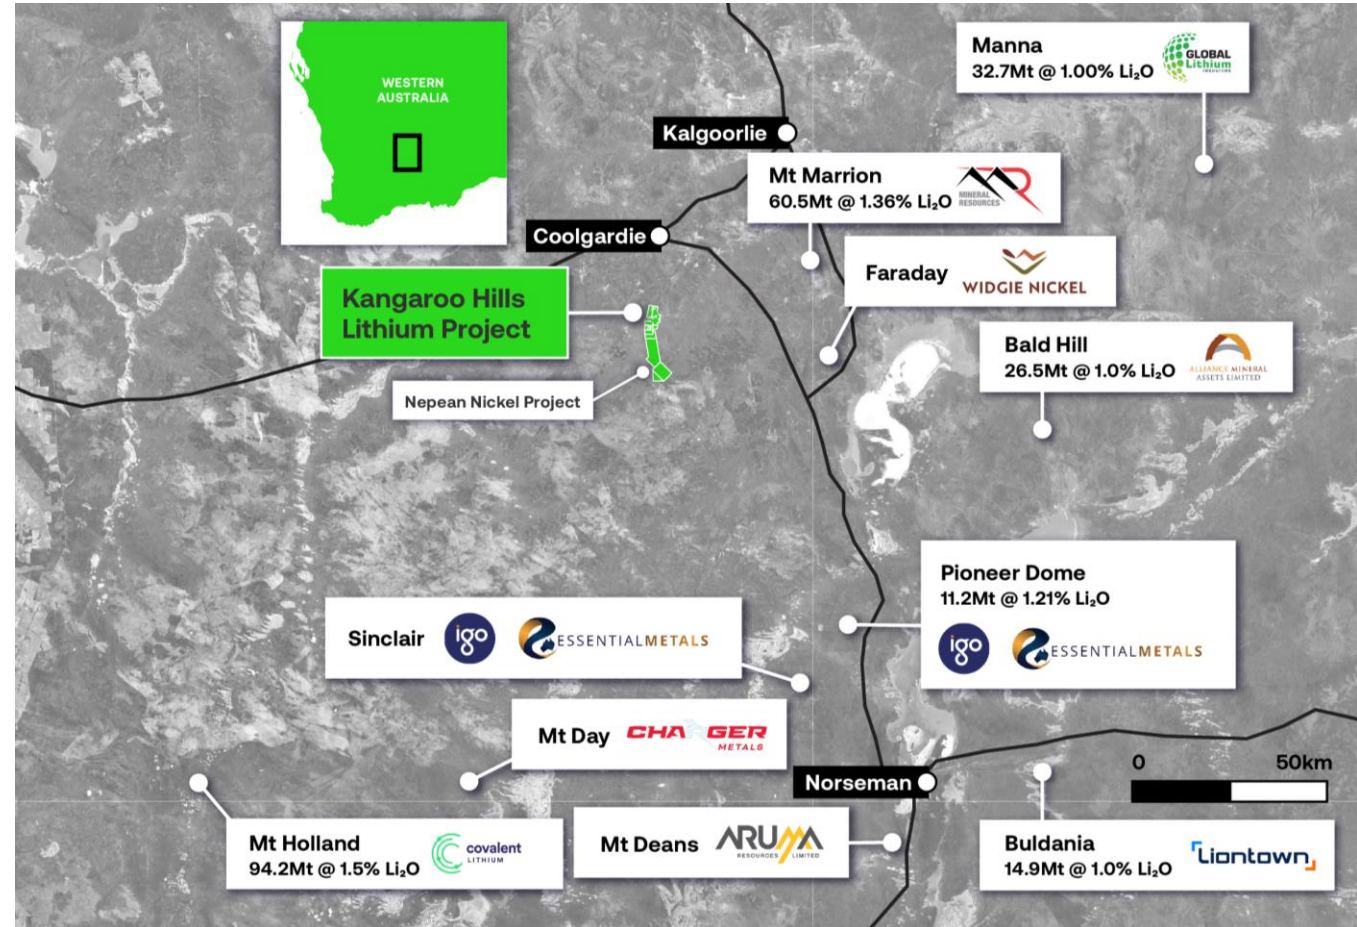 WESTERN
AUSTRALIA
Manna
32.7Mt @ 1.00% Li₂O
GLOBAL
Lithium
RESOURCES
Kalgoorlie
Mt Marrion
60.5Mt @ 1.36% Li₂O
MINERAL
RESOURCES
Coolgardie
Faraday
WIDGIE NICKEL
Kangaroo Hills
Lithium Project
Nepean Nickel Project
Bald Hill
26.5Mt @ 1.0% Li₂O
ALLIANCE MINERAL
ASSETS LIMITED
Pioneer Dome
11.2Mt @ 1.21% Li₂O
igo
ESSENTIALMETALS
Sinclair
igo
ESSENTIALMETALS
Mt Day
CHARGER
METALS
Norseman
0 50km
Mt Holland
94.2Mt @ 1.5% Li₂O
covalent
LITHIUM
Mt Deans
ARUMA
RESOURCES LIMITED
Buldania
14.9Mt @ 1.0% Li₂O
Liontown